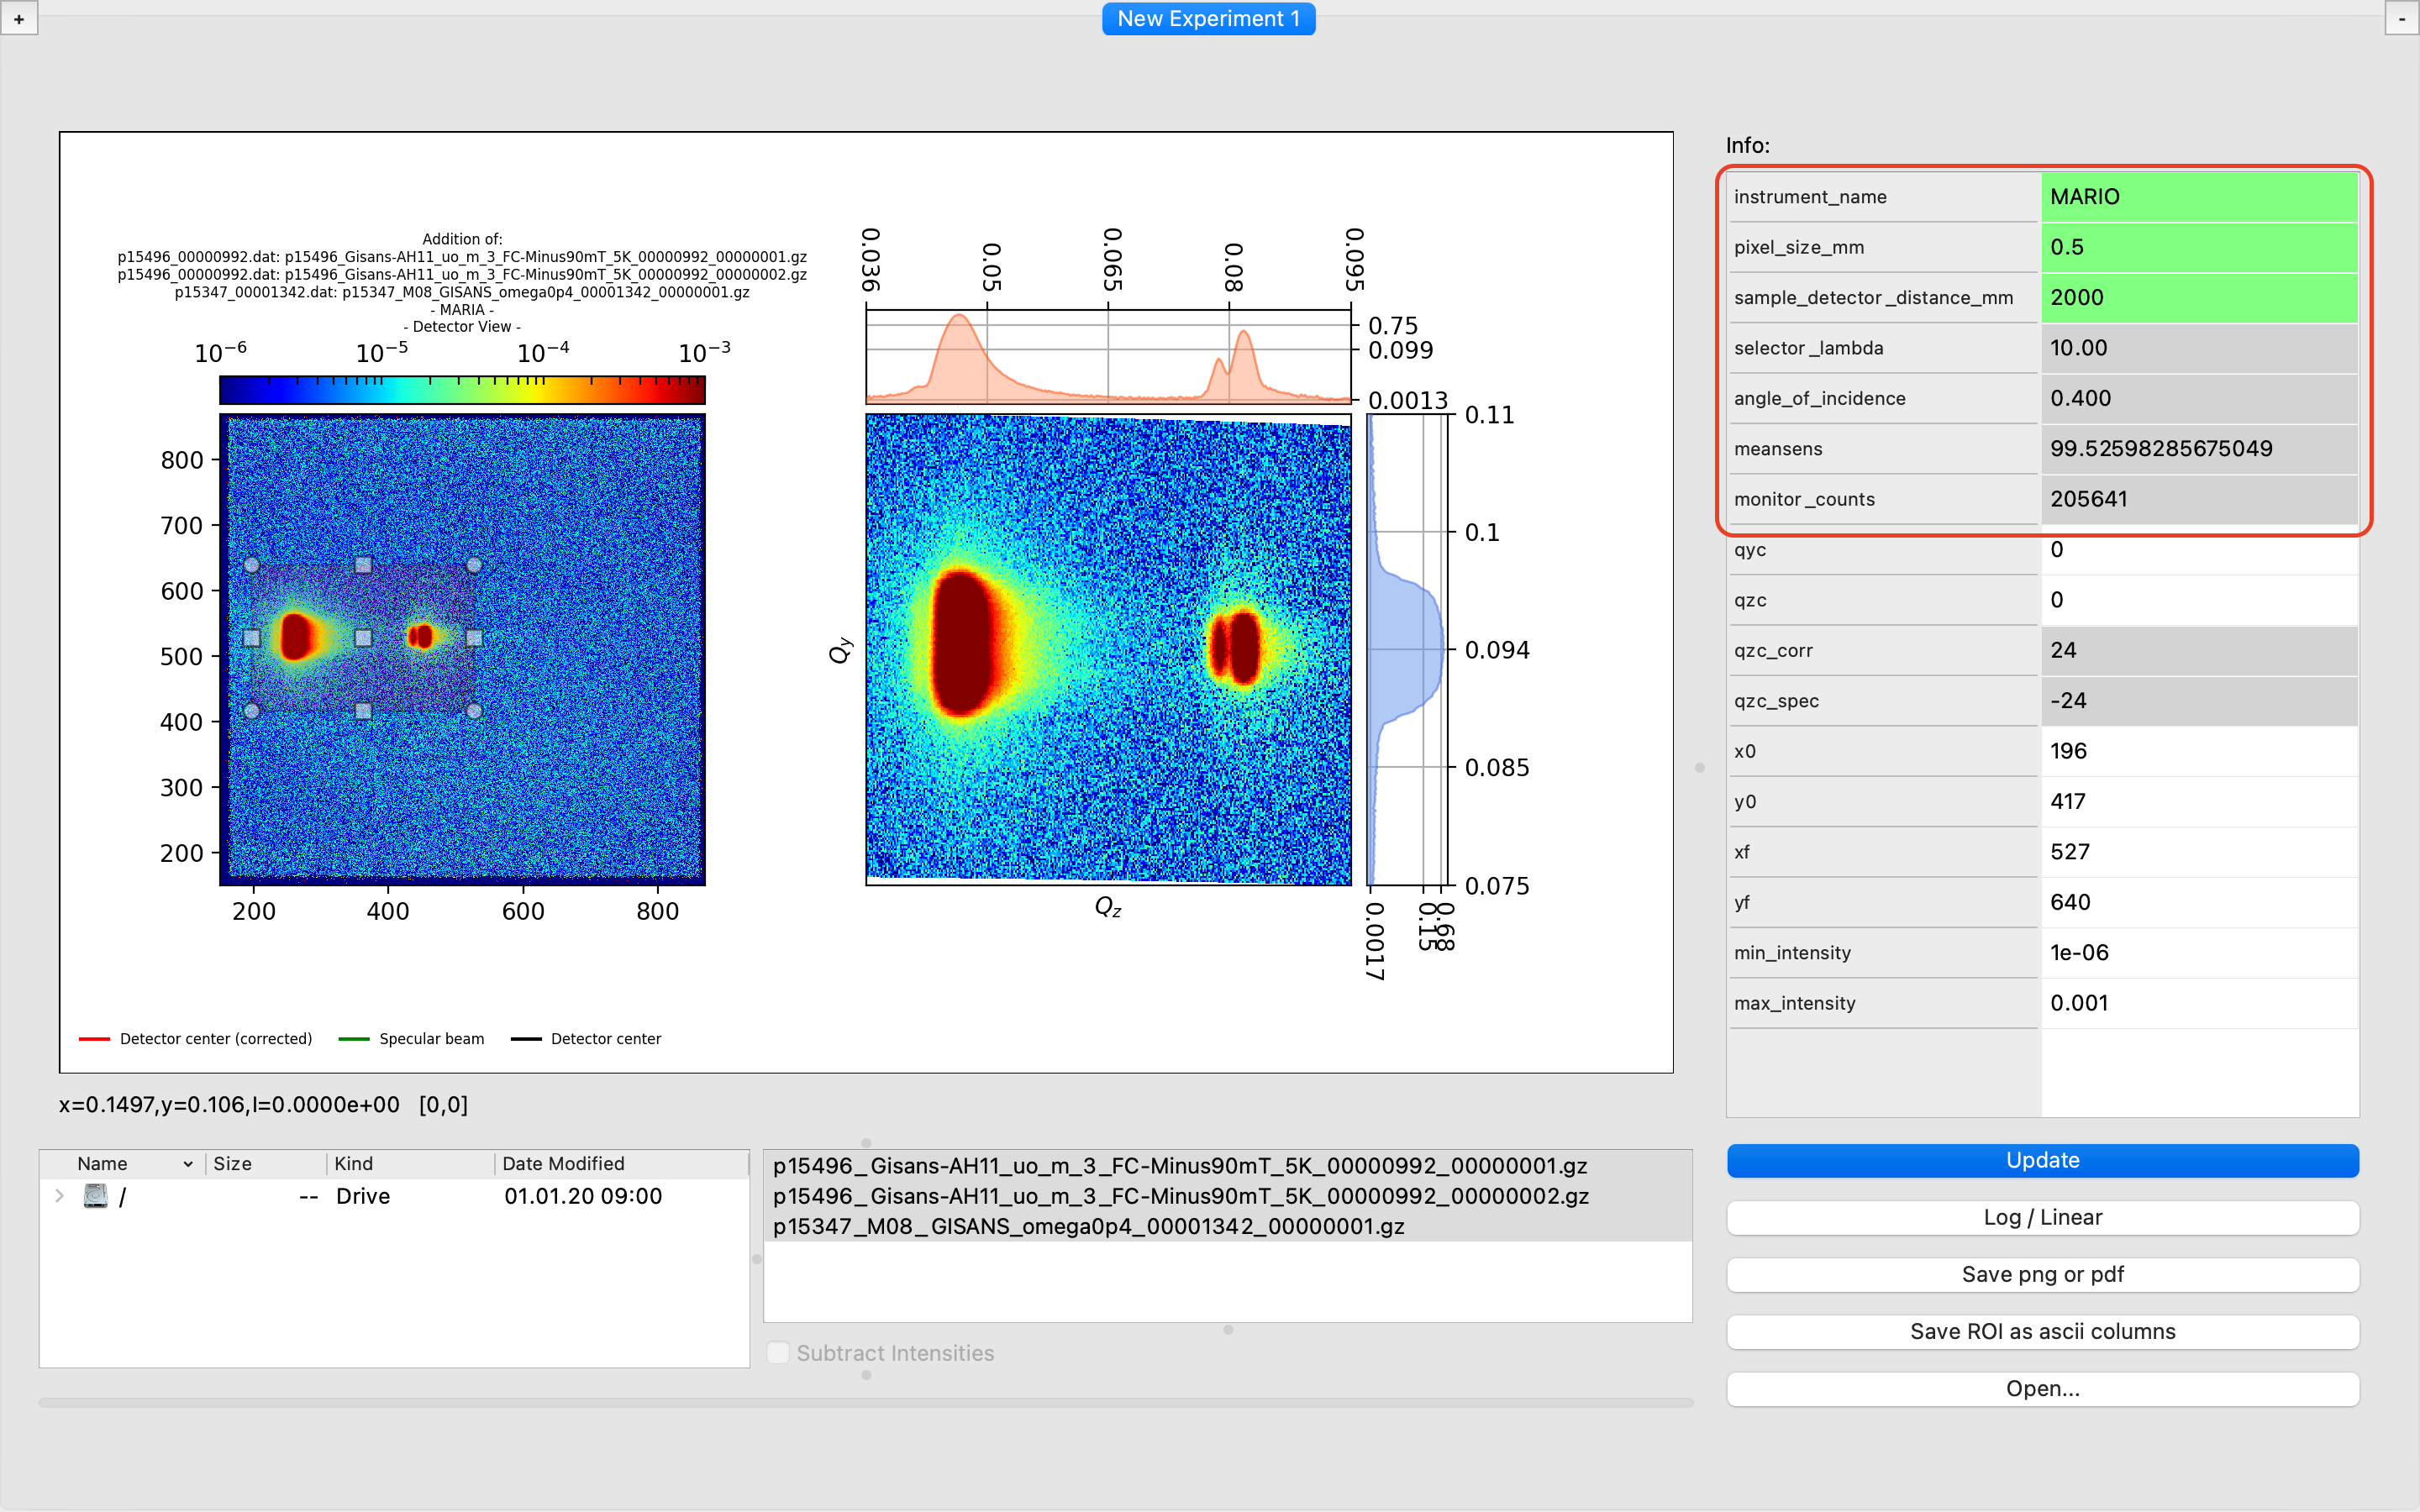 +
New Experiment 1
-
Addition of:
p15496_00000992.dat: p15496_Gisans-AH11_uo_m_3_FC-Minus90mT_5K_00000992_00000001.gz
p15496_00000992.dat: p15496_Gisans-AH11_uo_m_3_FC-Minus90mT_5K_00000992_00000002.gz
p15347_00001342.dat: p15347_M08_GISANS_omega0p4_00001342_00000001.gz
- MARIA -
- Detector View -
10⁻⁶ 10⁻⁵ 10⁻⁴ 10⁻³
800
700
600
500
400
300
200
200 400 600 800
0.036 0.05 0.065 0.08 0.095
0.75
0.099
0.0013
0.11
0.1
0.094
0.085
0.075
Qy
Qz
0.0017 0.15 0.68
Detector center (corrected) Specular beam Detector center
x=0.1497,y=0.106,I=0.0000e+00 [0,0]
Name Size Kind Date Modified
/ -- Drive 01.01.20 09:00
p15496_Gisans-AH11_uo_m_3_FC-Minus90mT_5K_00000992_00000001.gz
p15496_Gisans-AH11_uo_m_3_FC-Minus90mT_5K_00000992_00000002.gz
p15347_M08_GISANS_omega0p4_00001342_00000001.gz
Subtract Intensities
Info:
instrument_name MARIO
pixel_size_mm 0.5
sample_detector_distance_mm 2000
selector_lambda 10.00
angle_of_incidence 0.400
meansens 99.52598285675049
monitor_counts 205641
qyc 0
qzc 0
qzc_corr 24
qzc_spec -24
x0 196
y0 417
xf 527
yf 640
min_intensity 1e-06
max_intensity 0.001
Update
Log / Linear
Save png or pdf
Save ROI as ascii columns
Open...